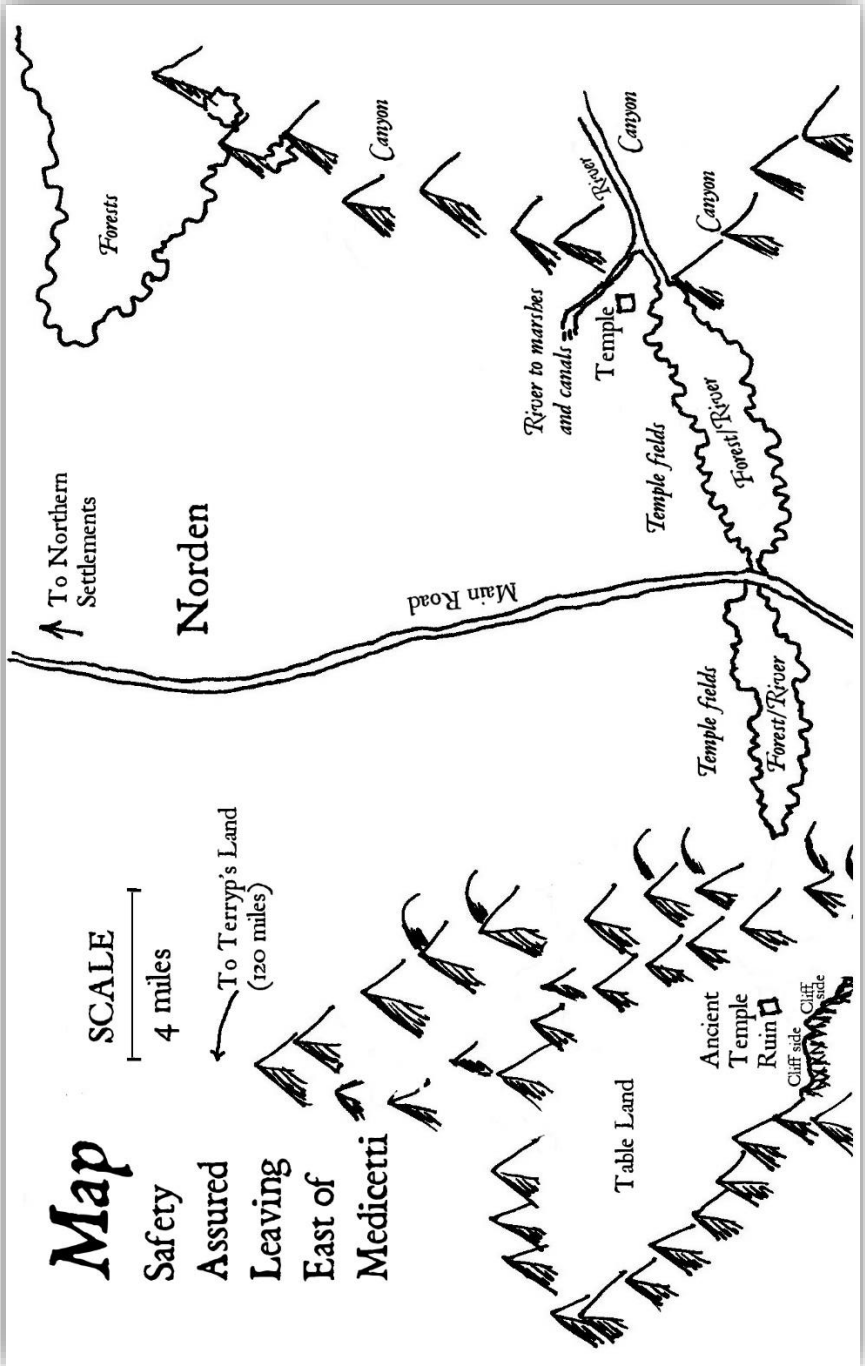 Map
Safety
Assured
Leaving
East of
Medicetti
SCALE
4 miles
To Terryp's Land
(120 miles)
To Northern
Settlements
Norden
Forests
Canyon
River
Canyon
Canyon
River to marshes
and canals
Temple
Temple fields
Forest/River
Main Road
Temple fields
Forest/River
Ancient
Temple
Ruin
Cliff side
Cliff
side
Table Land